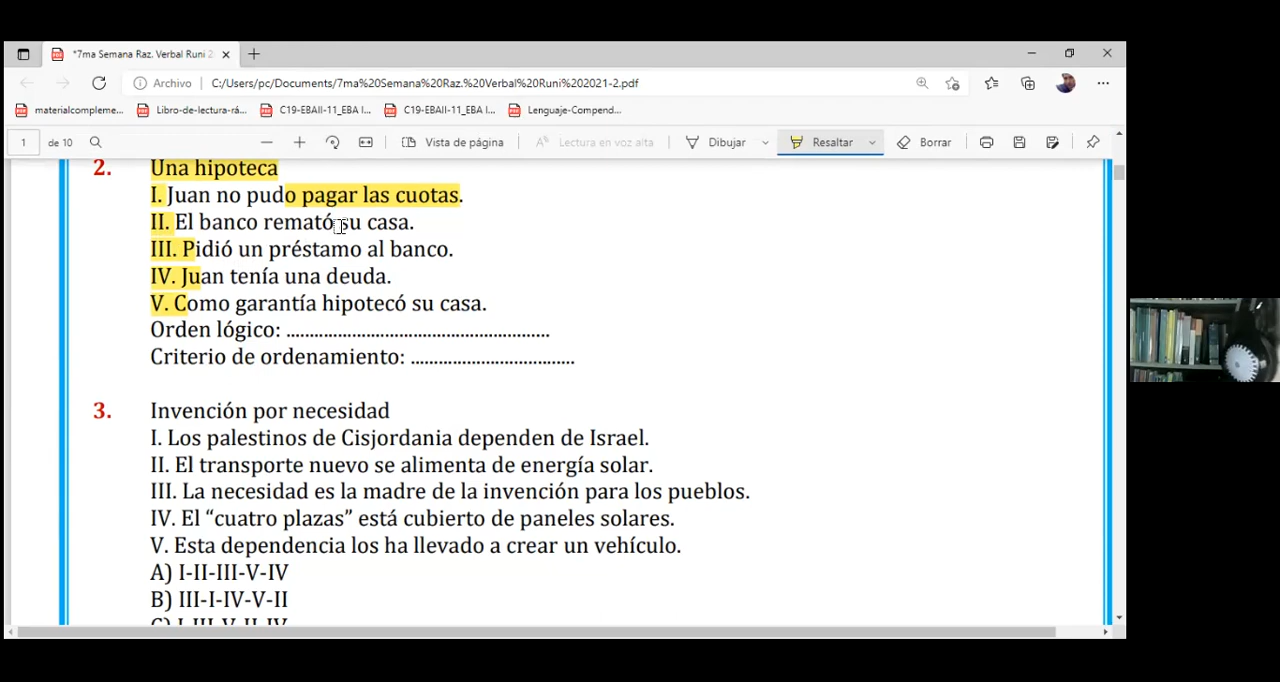 *7ma Semana Raz. Verbal Runi 2
Archivo C:/Users/pc/Documents/7ma%20Semana%20Raz.%20Verbal%20Runi%202021-2.pdf
materialcompleme... Libro-de-lectura-rá... C19-EBAII-11_EBA I... C19-EBAII-11_EBA I... Lenguaje-Compend...
1 de 10 Vista de página Lectura en voz alta Dibujar Resaltar Borrar
2. Una hipoteca
I. Juan no pudo pagar las cuotas.
II. El banco remató su casa.
III. Pidió un préstamo al banco.
IV. Juan tenía una deuda.
V. Como garantía hipotecó su casa.
Orden lógico: .................................................
Criterio de ordenamiento: ..................................
3. Invención por necesidad
I. Los palestinos de Cisjordania dependen de Israel.
II. El transporte nuevo se alimenta de energía solar.
III. La necesidad es la madre de la invención para los pueblos.
IV. El “cuatro plazas” está cubierto de paneles solares.
V. Esta dependencia los ha llevado a crear un vehículo.
A) I-II-III-V-IV
B) III-I-IV-V-II
C) I-III-V-II-IV